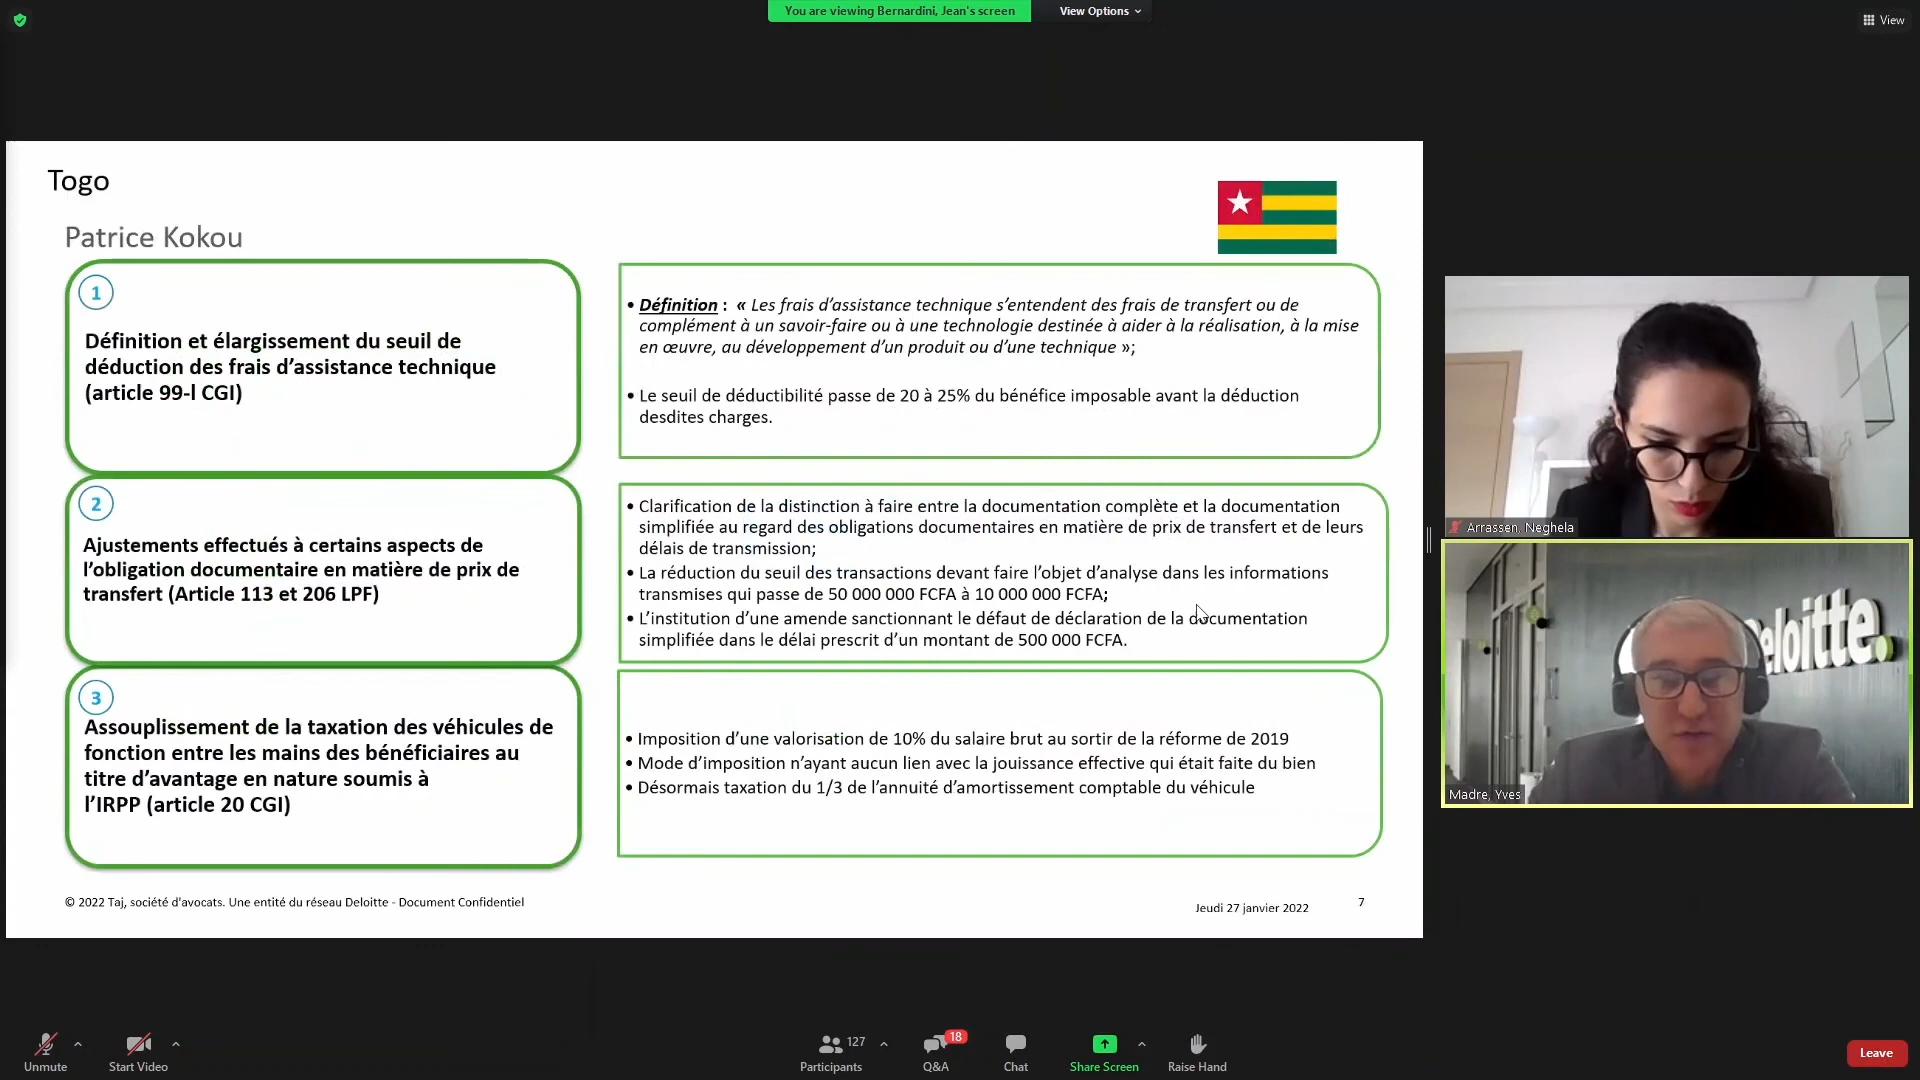 You are viewing Bernardini, Jean's screen
View Options
View
Togo
Patrice Kokou
1
Définition et élargissement du seuil de
déduction des frais d'assistance technique
(article 99-l CGI)
• Définition : « Les frais d'assistance technique s'entendent des frais de transfert ou de
complément à un savoir-faire ou à une technologie destinée à aider à la réalisation, à la mise
en œuvre, au développement d'un produit ou d'une technique »;
• Le seuil de déductibilité passe de 20 à 25% du bénéfice imposable avant la déduction
desdites charges.
2
Ajustements effectués à certains aspects de
l'obligation documentaire en matière de prix de
transfert (Article 113 et 206 LPF)
• Clarification de la distinction à faire entre la documentation complète et la documentation
simplifiée au regard des obligations documentaires en matière de prix de transfert et de leurs
délais de transmission;
• La réduction du seuil des transactions devant faire l'objet d'analyse dans les informations
transmises qui passe de 50 000 000 FCFA à 10 000 000 FCFA;
• L'institution d'une amende sanctionnant le défaut de déclaration de la documentation
simplifiée dans le délai prescrit d'un montant de 500 000 FCFA.
3
Assouplissement de la taxation des véhicules de
fonction entre les mains des bénéficiaires au
titre d'avantage en nature soumis à
l'IRPP (article 20 CGI)
• Imposition d'une valorisation de 10% du salaire brut au sortir de la réforme de 2019
• Mode d'imposition n'ayant aucun lien avec la jouissance effective qui était faite du bien
• Désormais taxation du 1/3 de l'annuité d'amortissement comptable du véhicule
© 2022 Taj, société d'avocats. Une entité du réseau Deloitte - Document Confidentiel
Jeudi 27 janvier 2022
7
Arrassen, Neghela
Deloitte.
Madre, Yves
Unmute
Start Video
127
Participants
18
Q&A
Chat
Share Screen
Raise Hand
Leave